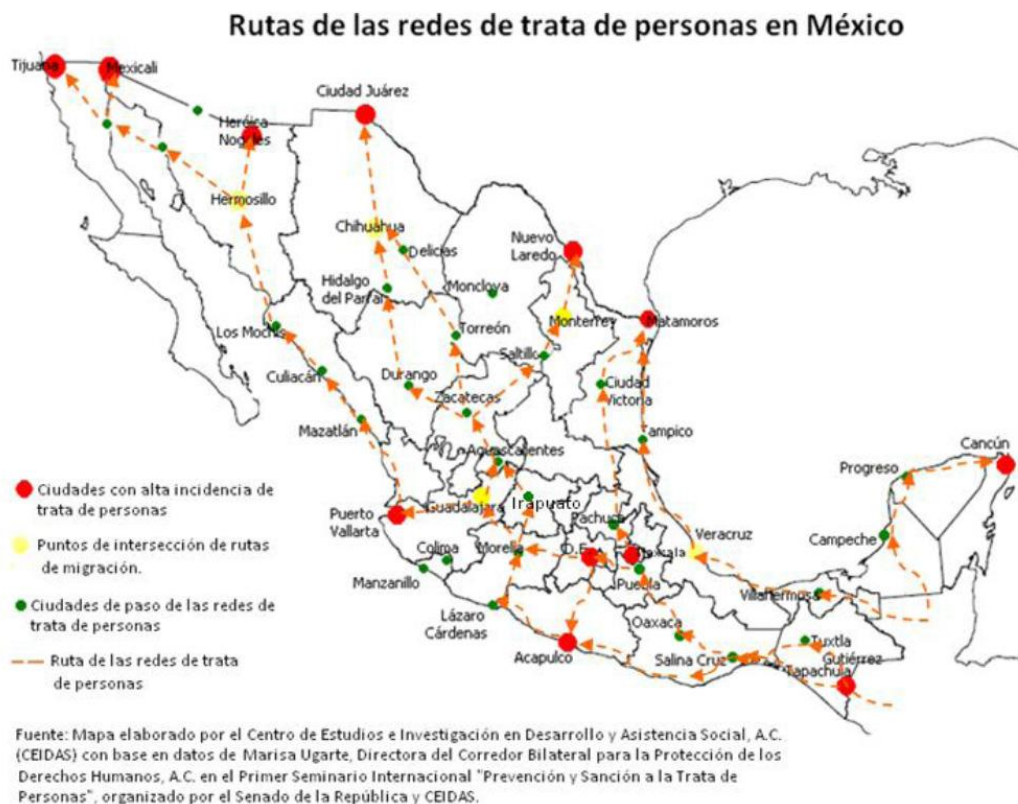 Rutas de las redes de trata de personas en México
Tijuana
Mexicali
Ciudad Juárez
Heróica
Nogales
Hermosillo
Chihuahua
Delicias
Nuevo
Laredo
Hidalgo
del Parral
Monclova
Monterrey
Matamoros
Los Mochis
Torreón
Saltillo
Culiacán
Durango
Ciudad
Victoria
Zacatecas
Mazatlán
Tampico
Aguascalientes
Cancún
Progreso
Ciudades con alta incidencia de
trata de personas
Puerto
Vallarta
Guadalajara
Irapuato
Pachuca
Veracruz
Campeche
Puntos de intersección de rutas
de migración.
Colima
Morelia
D.F.
Tlaxcala
Manzanillo
Puebla
Villahermosa
Ciudades de paso de las redes de
trata de personas
Lázaro
Cárdenas
Oaxaca
Tuxtla
Gutiérrez
Acapulco
Salina Cruz
Tapachula
Ruta de las redes de trata
de personas
Fuente: Mapa elaborado por el Centro de Estudios e Investigación en Desarrollo y Asistencia Social, A.C.
(CEIDAS) con base en datos de Marisa Ugarte, Directora del Corredor Bilateral para la Protección de los
Derechos Humanos, A.C. en el Primer Seminario Internacional "Prevención y Sanción a la Trata de
Personas", organizado por el Senado de la República y CEIDAS.